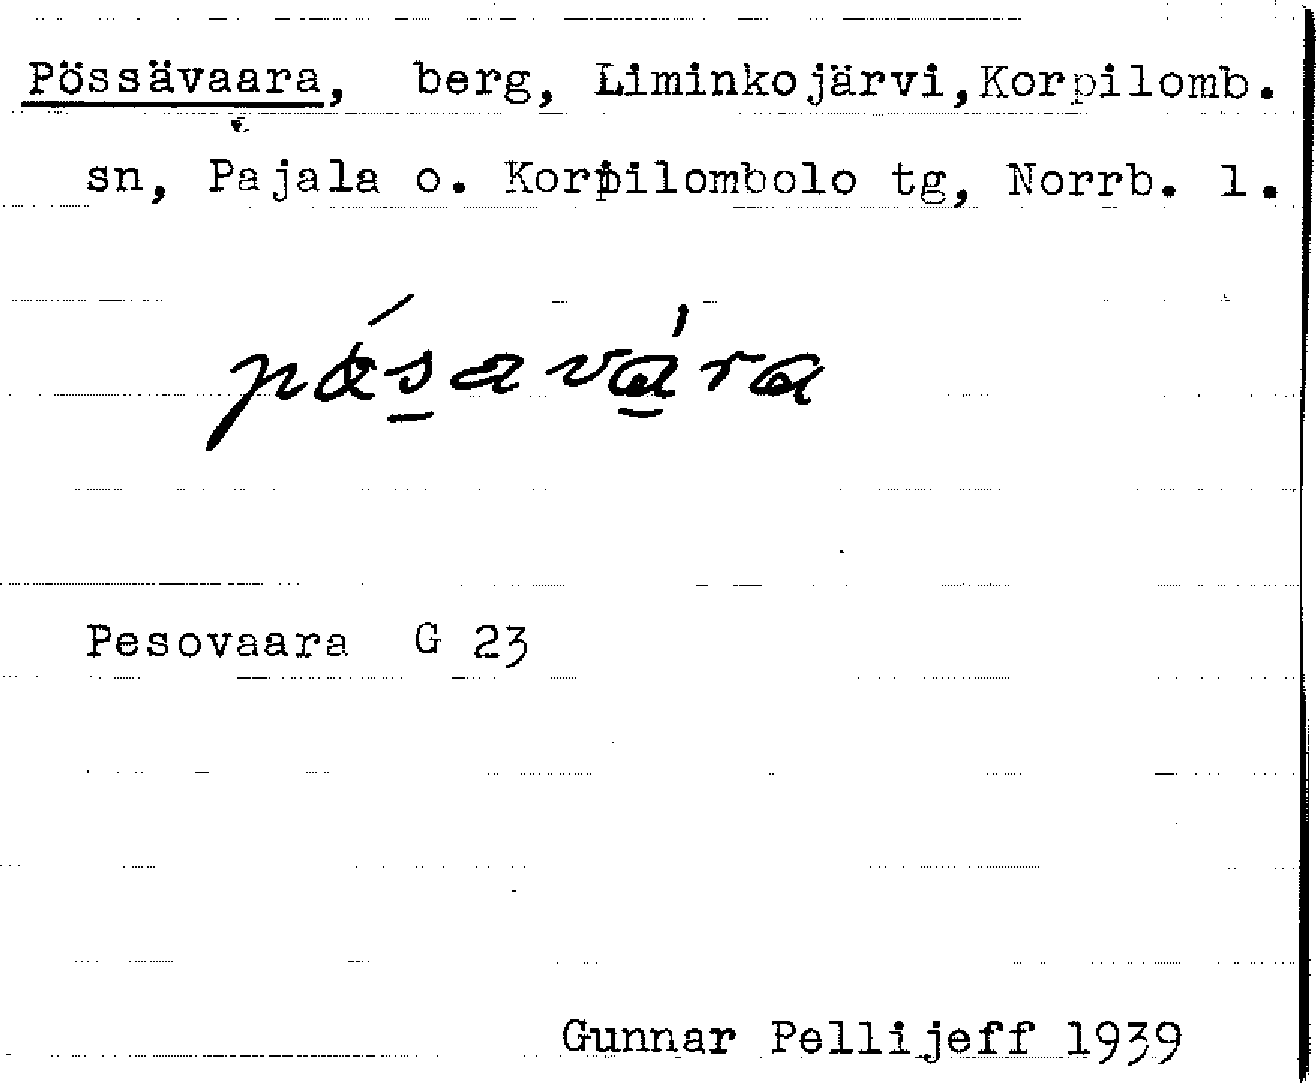 Pössävaara, berg, Liminkojärvi, Korpilomb.
sn, Pajala o. Korpilombolo tg, Norrb. l.
Pesovaara G 23
Gunnar Pellijeff 1939